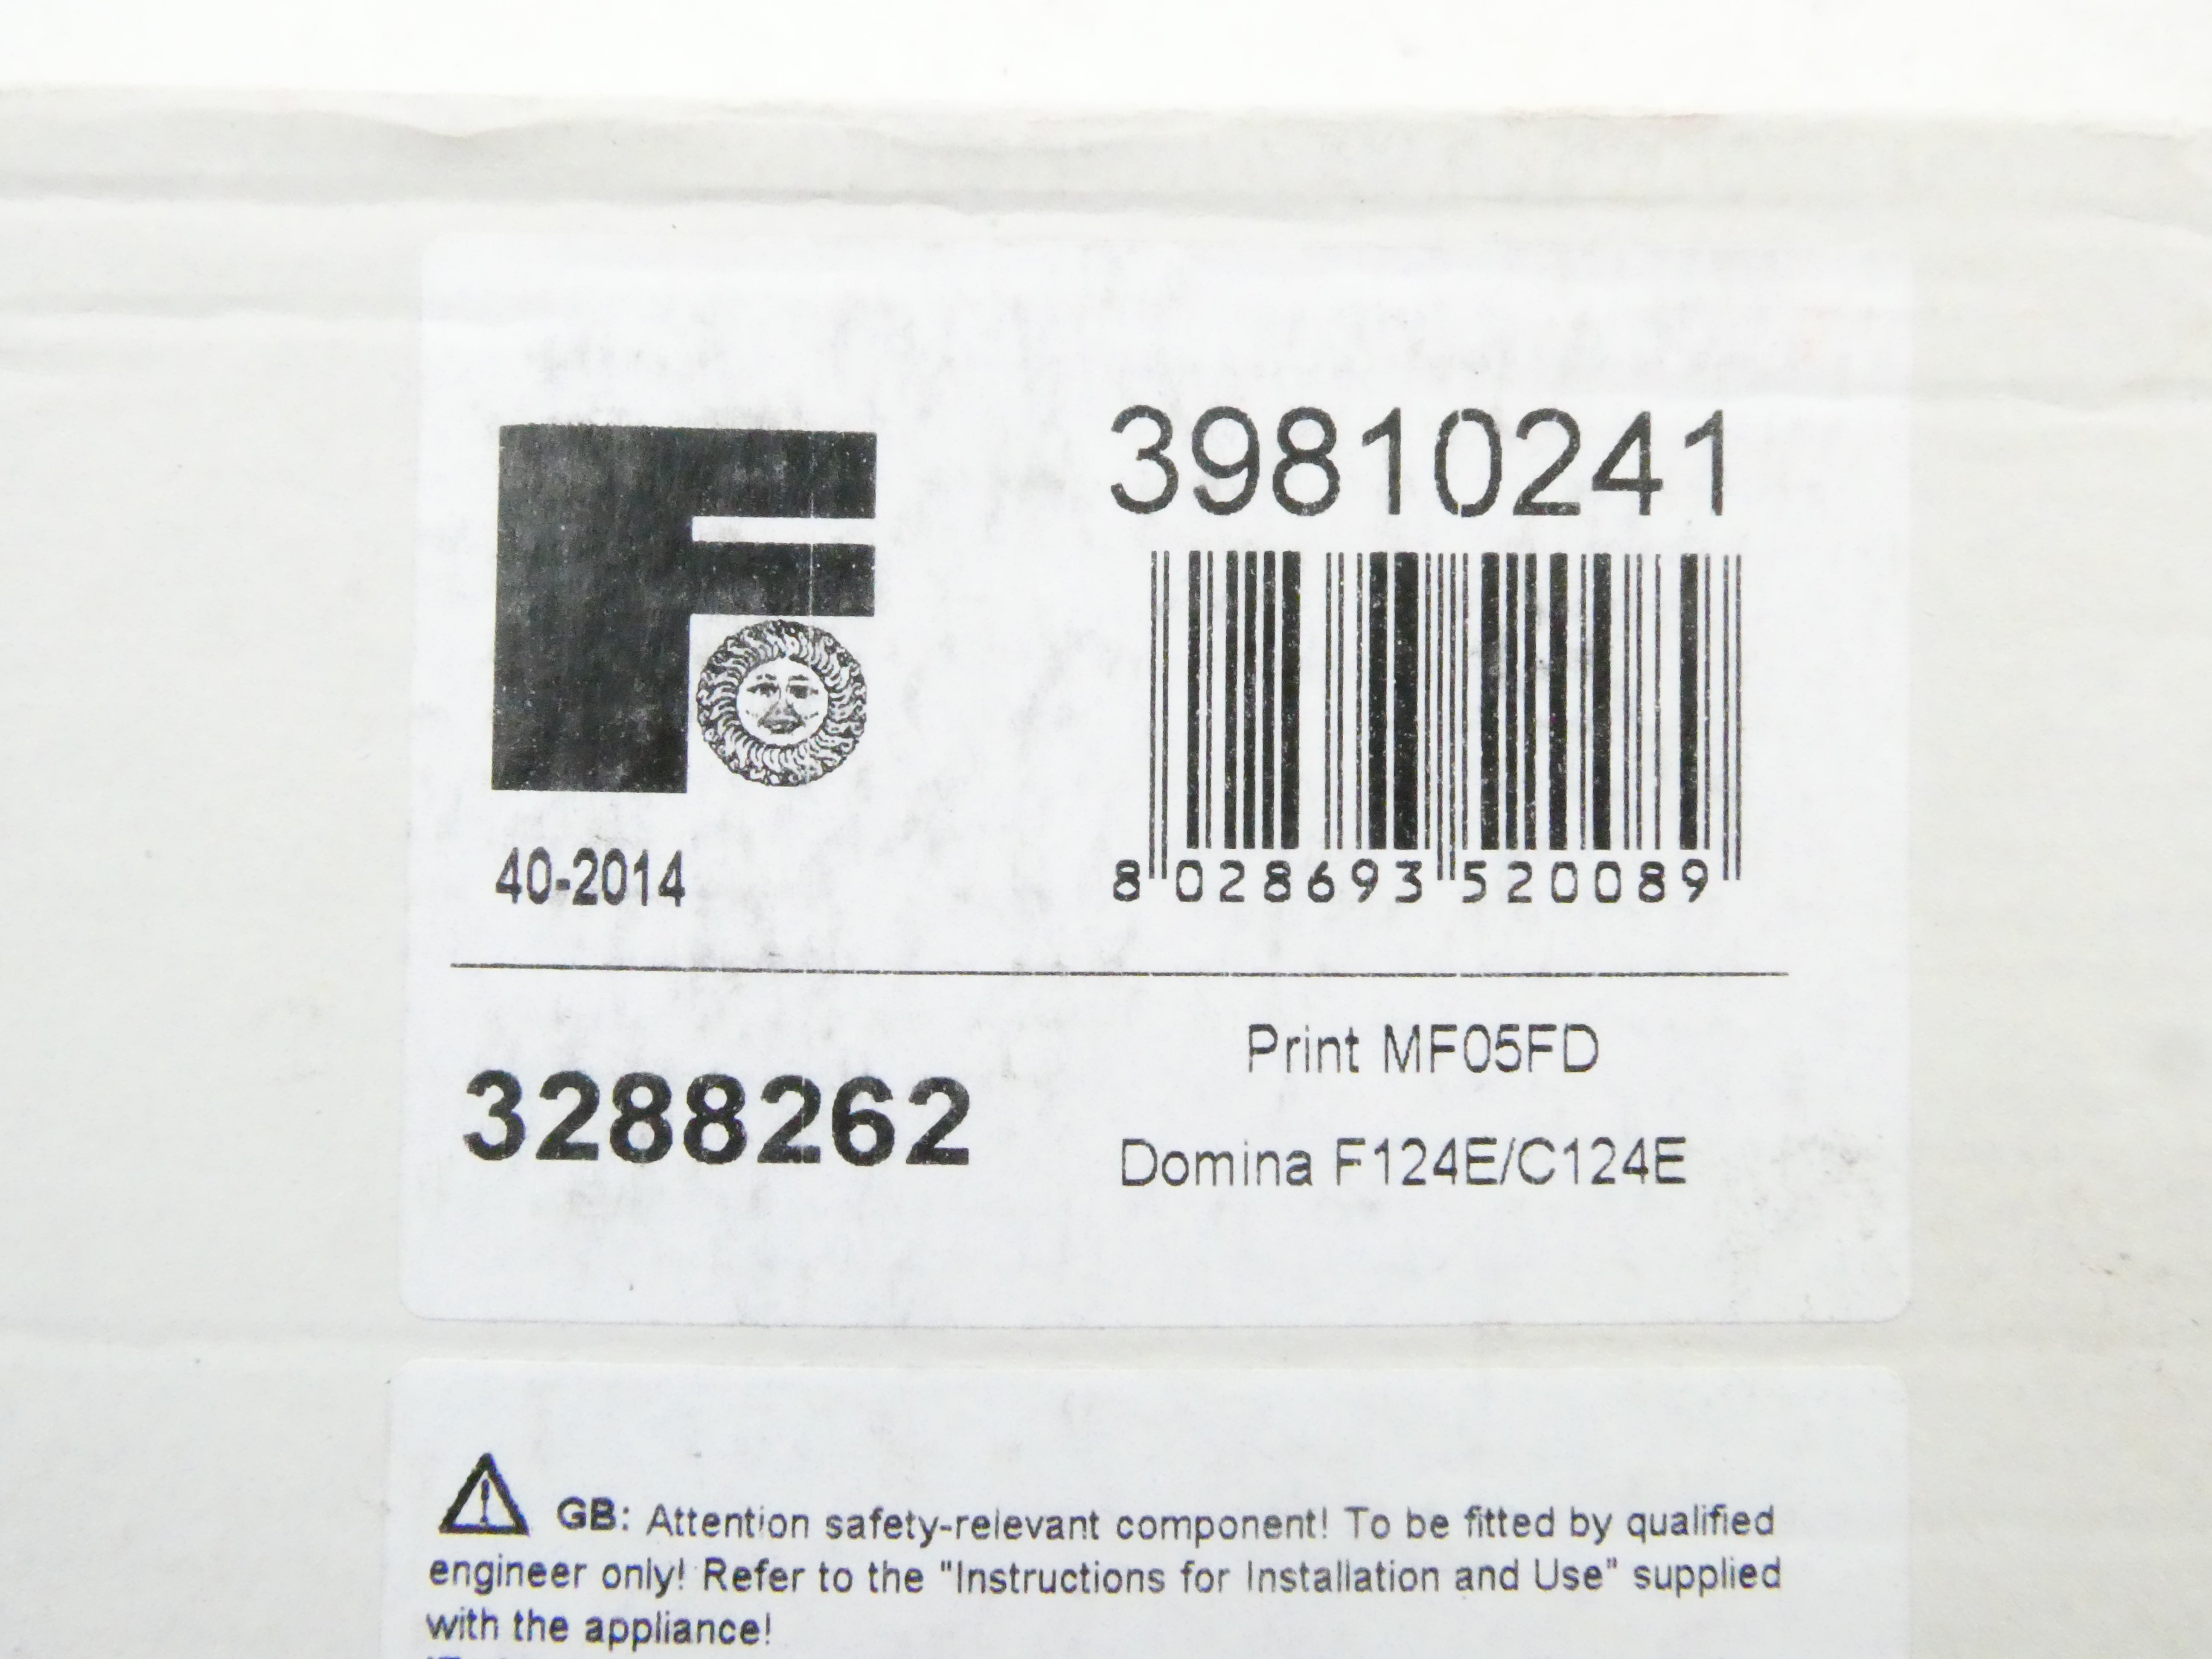 F
39810241
8 028693 520089
40-2014
3288262
Print MF05FD
Domina F124E/C124E
GB: Attention safety-relevant component! To be fitted by qualified
engineer only! Refer to the "Instructions for Installation and Use" supplied
with the appliance!